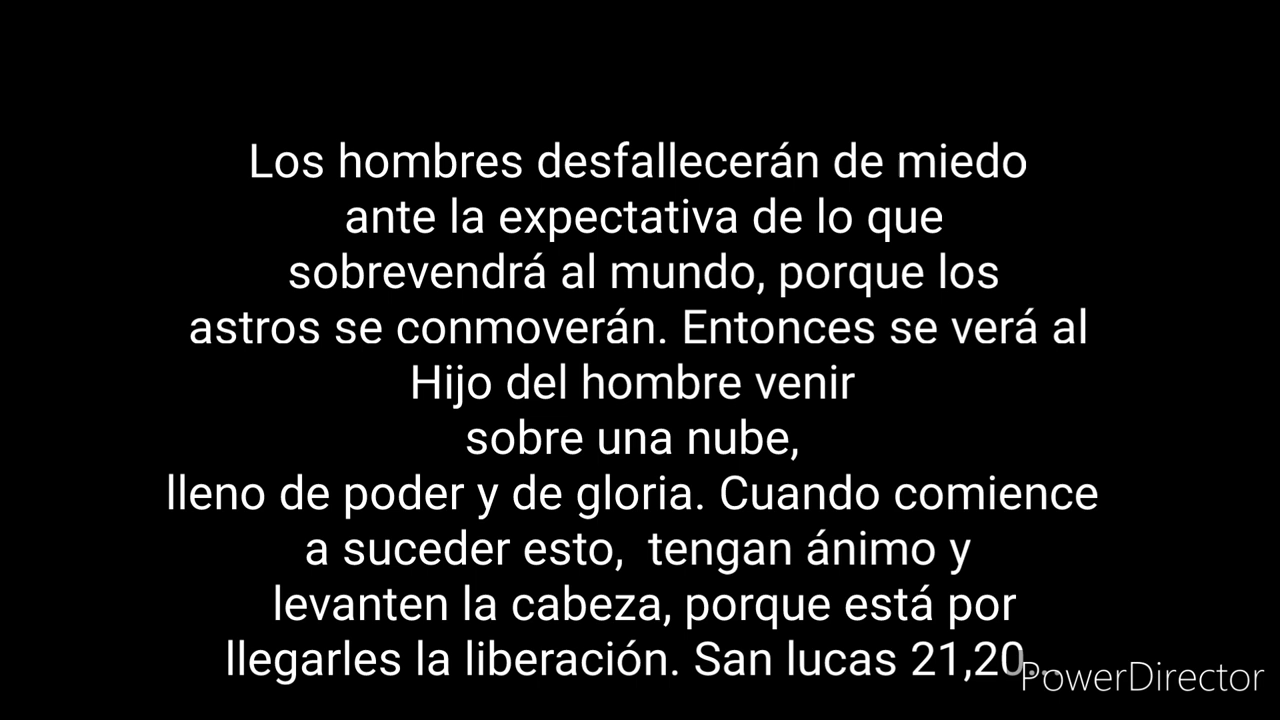 Los hombres desfallecerán de miedo
ante la expectativa de lo que
sobrevendrá al mundo, porque los
astros se conmoverán. Entonces se verá al
Hijo del hombre venir
sobre una nube,
lleno de poder y de gloria. Cuando comience
a suceder esto,  tengan ánimo y
levanten la cabeza, porque está por
llegarles la liberación. San lucas 21,20...
PowerDirector